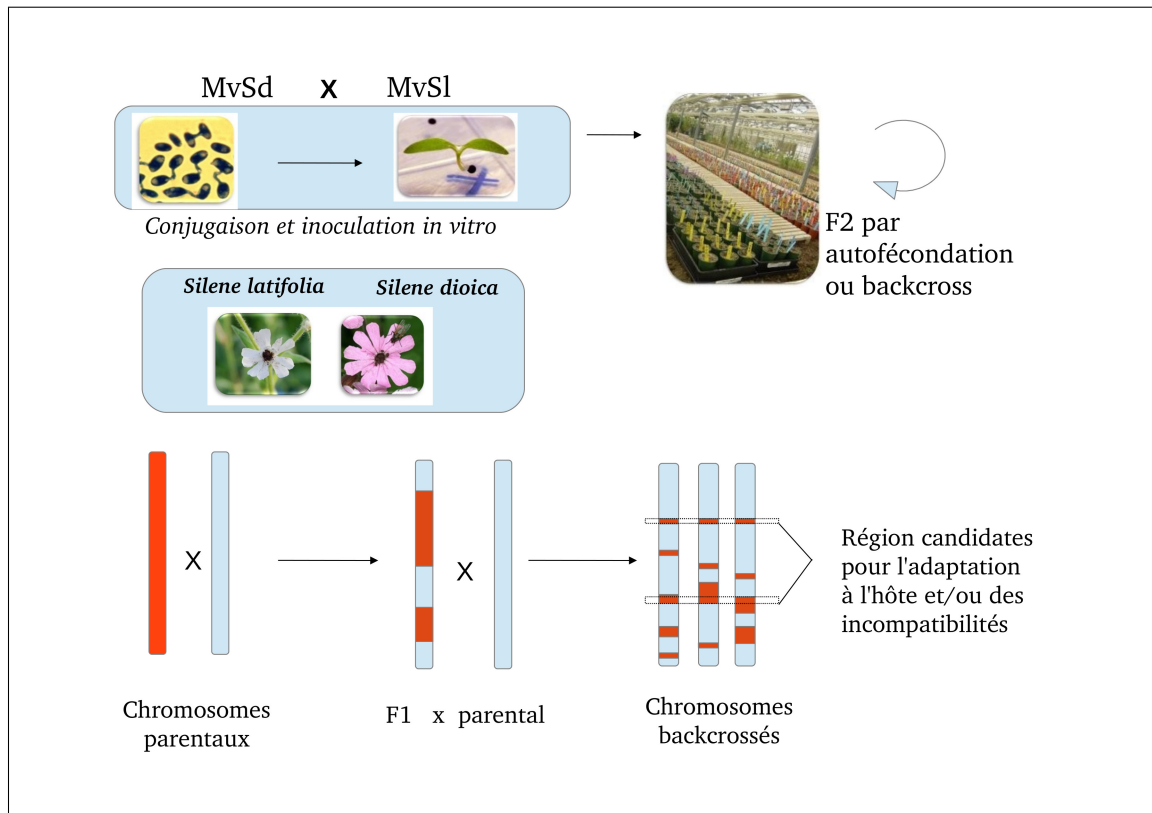 MvSd X MvSl
Conjugaison et inoculation in vitro
F2 par
autofécondation
ou backcross
Silene latifolia Silene dioica
X
X
Région candidates
pour l'adaptation
à l'hôte et/ou des
incompatibilités
Chromosomes
parentaux
F1 x parental
Chromosomes
backcrossés